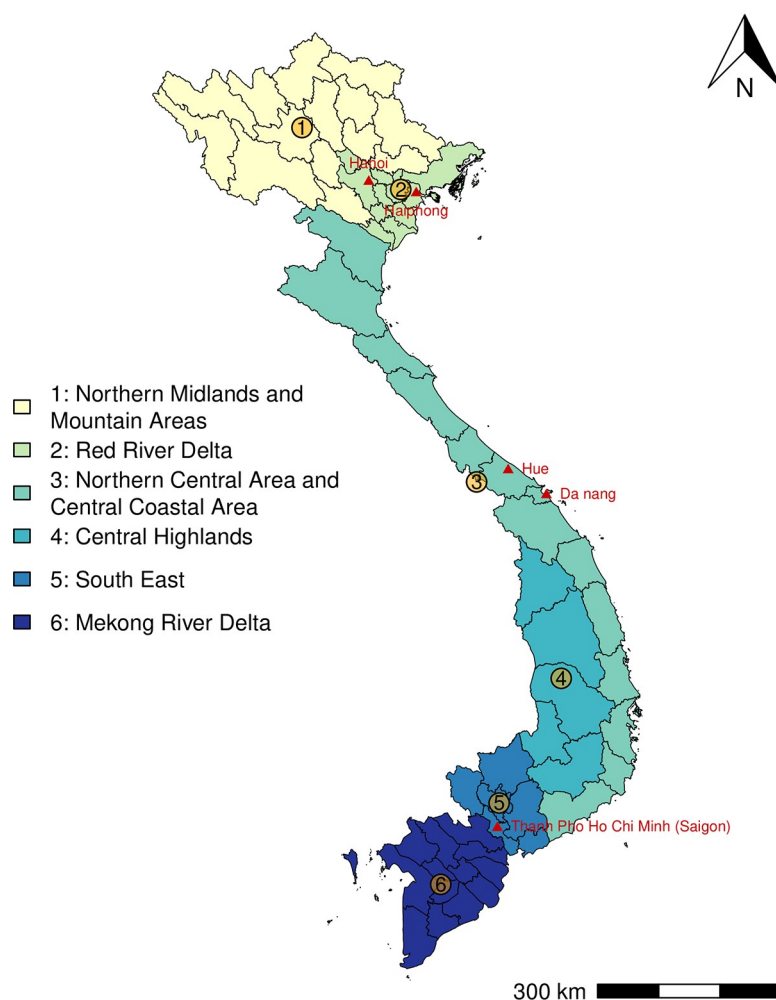 N
1
Hanoi
2
Haiphong
1: Northern Midlands and
Mountain Areas
2: Red River Delta
3: Northern Central Area and
Central Coastal Area
4: Central Highlands
5: South East
6: Mekong River Delta
Hue
3
Da nang
4
5
Thanh Pho Ho Chi Minh (Saigon)
6
300 km